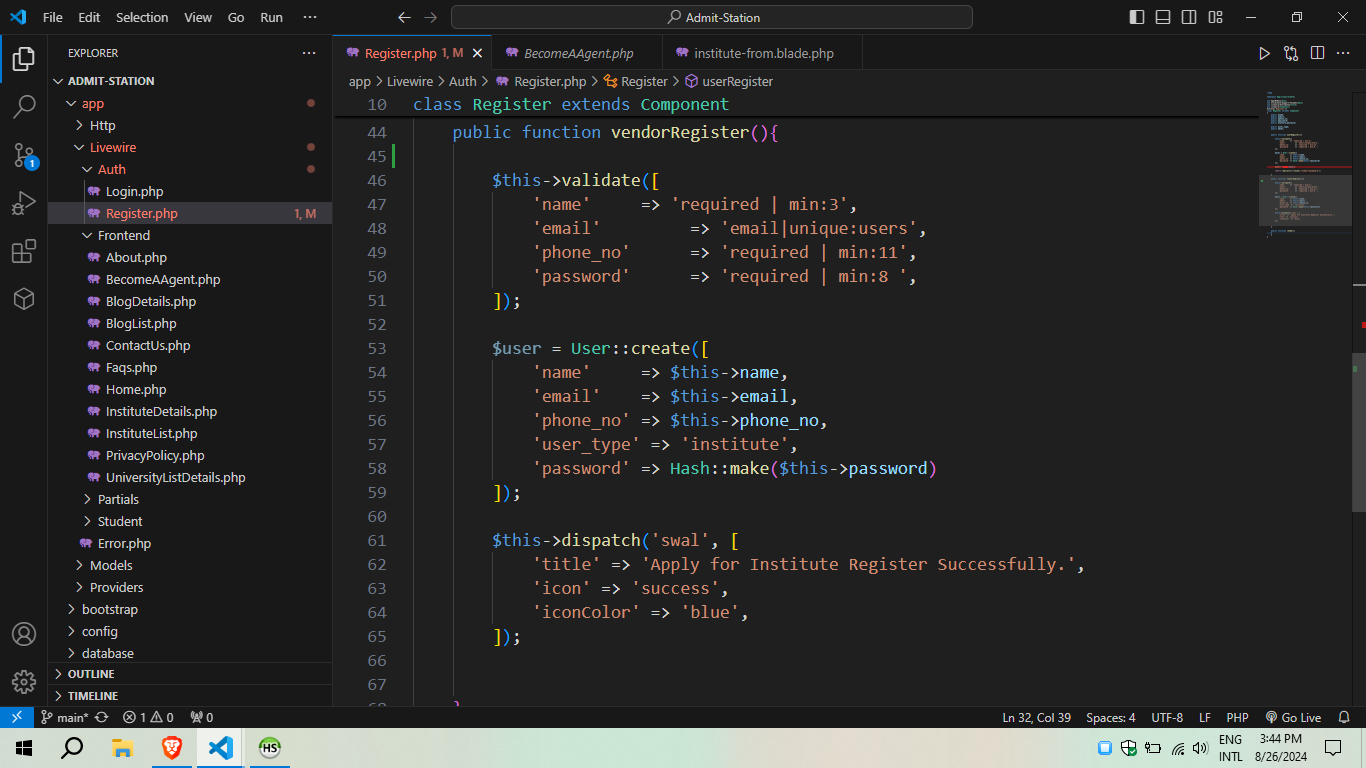 File Edit Selection View Go Run ··· Admit-Station
EXPLORER
Register.php 1, M
BecomeAAgent.php
institute-from.blade.php
ADMIT-STATION
app
Http
Livewire
Auth
Login.php
Register.php 1, M
Frontend
About.php
BecomeAAgent.php
BlogDetails.php
BlogList.php
ContactUs.php
Faqs.php
Home.php
InstituteDetails.php
InstituteList.php
PrivacyPolicy.php
UniversityListDetails.php
Partials
Student
Error.php
Models
Providers
bootstrap
config
database
OUTLINE
TIMELINE
1
app > Livewire > Auth > Register.php > Register > userRegister
10 class Register extends Component
44 public function vendorRegister(){
45
46 $this->validate([
47 'name' => 'required | min:3',
48 'email' => 'email|unique:users',
49 'phone_no' => 'required | min:11',
50 'password' => 'required | min:8 ',
51 ]);
52
53 $user = User::create([
54 'name' => $this->name,
55 'email' => $this->email,
56 'phone_no' => $this->phone_no,
57 'user_type' => 'institute',
58 'password' => Hash::make($this->password)
59 ]);
60
61 $this->dispatch('swal', [
62 'title' => 'Apply for Institute Register Successfully.',
63 'icon' => 'success',
64 'iconColor' => 'blue',
65 ]);
66
67
68 }
main* 1 0 0 Ln 32, Col 39 Spaces: 4 UTF-8 LF PHP Go Live
HS
ENG
INTL
3:44 PM
8/26/2024